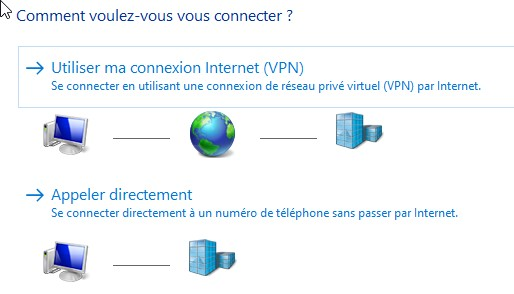 Comment voulez-vous vous connecter ?
Utiliser ma connexion Internet (VPN)
Se connecter en utilisant une connexion de réseau privé virtuel (VPN) par Internet.
Appeler directement
Se connecter directement à un numéro de téléphone sans passer par Internet.